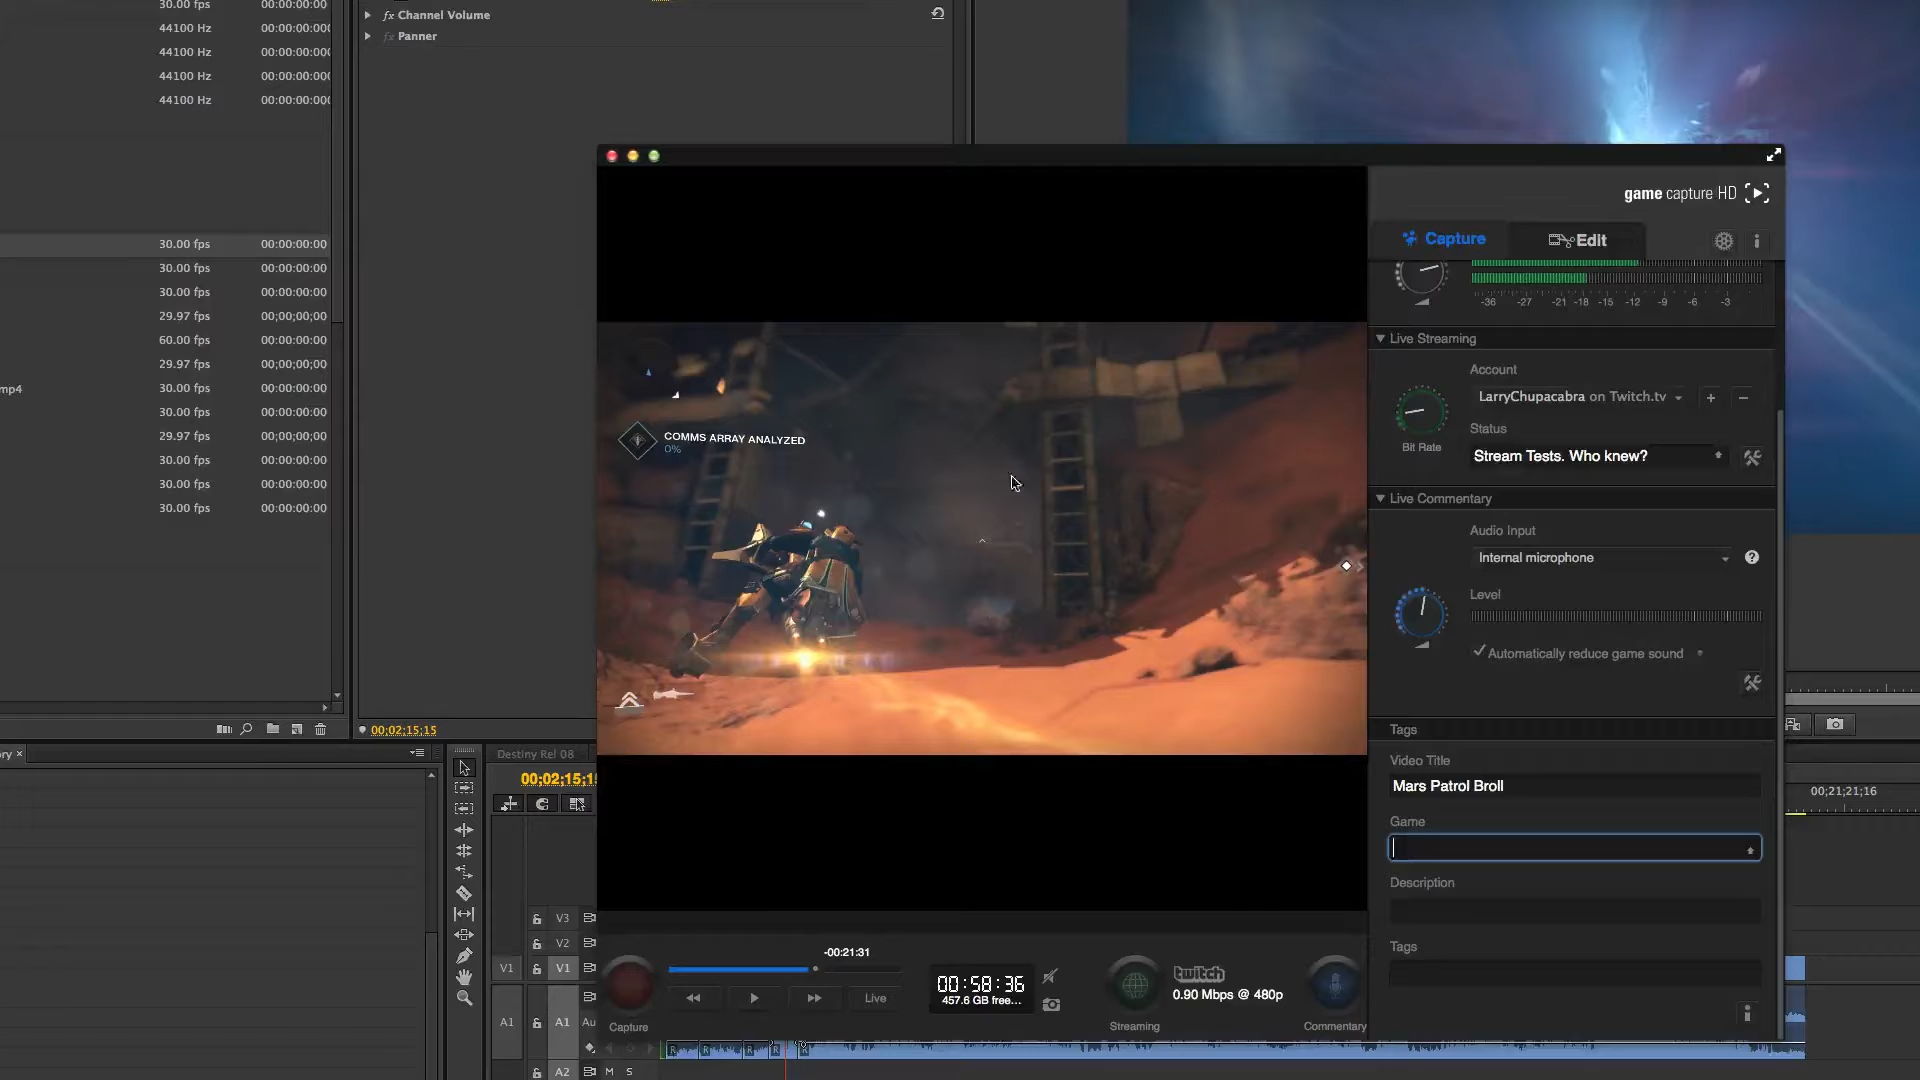 30.00 fps 00:00:00:00
44100 Hz 00:00:00:000
44100 Hz 00:00:00:000
44100 Hz 00:00:00:000
44100 Hz 00:00:00:000
30.00 fps 00:00:00:00
30.00 fps 00:00:00:00
30.00 fps 00:00:00:00
29.97 fps 00;00;00;00
60.00 fps 00:00:00:00
29.97 fps 00;00;00;00
mp4 30.00 fps 00:00:00:00
30.00 fps 00:00:00:00
29.97 fps 00;00;00;00
30.00 fps 00:00:00:00
30.00 fps 00:00:00:00
30.00 fps 00:00:00:00
fx Channel Volume
fx Panner
00;02;15;15
game capture HD
Capture
Edit
-36 -27 -21 -18 -15 -12 -9 -6 -3
Live Streaming
Account
LarryChupacabra on Twitch.tv
Bit Rate
Status
Stream Tests. Who knew?
Live Commentary
Audio Input
Internal microphone
Level
Automatically reduce game sound
Tags
Video Title
Mars Patrol Broll
Game
Description
Tags
COMMS ARRAY ANALYZED
0%
-00:21:31
00:58:36
457.6 GB free...
Live
Capture
twitch
0.90 Mbps @ 480p
Streaming
Commentary
ory ×
Destiny Rel 08
00;02;15;15
00;21;21;16
V3
V2
V1 V1
A1 A1 Au
A2 M S
R R R R R